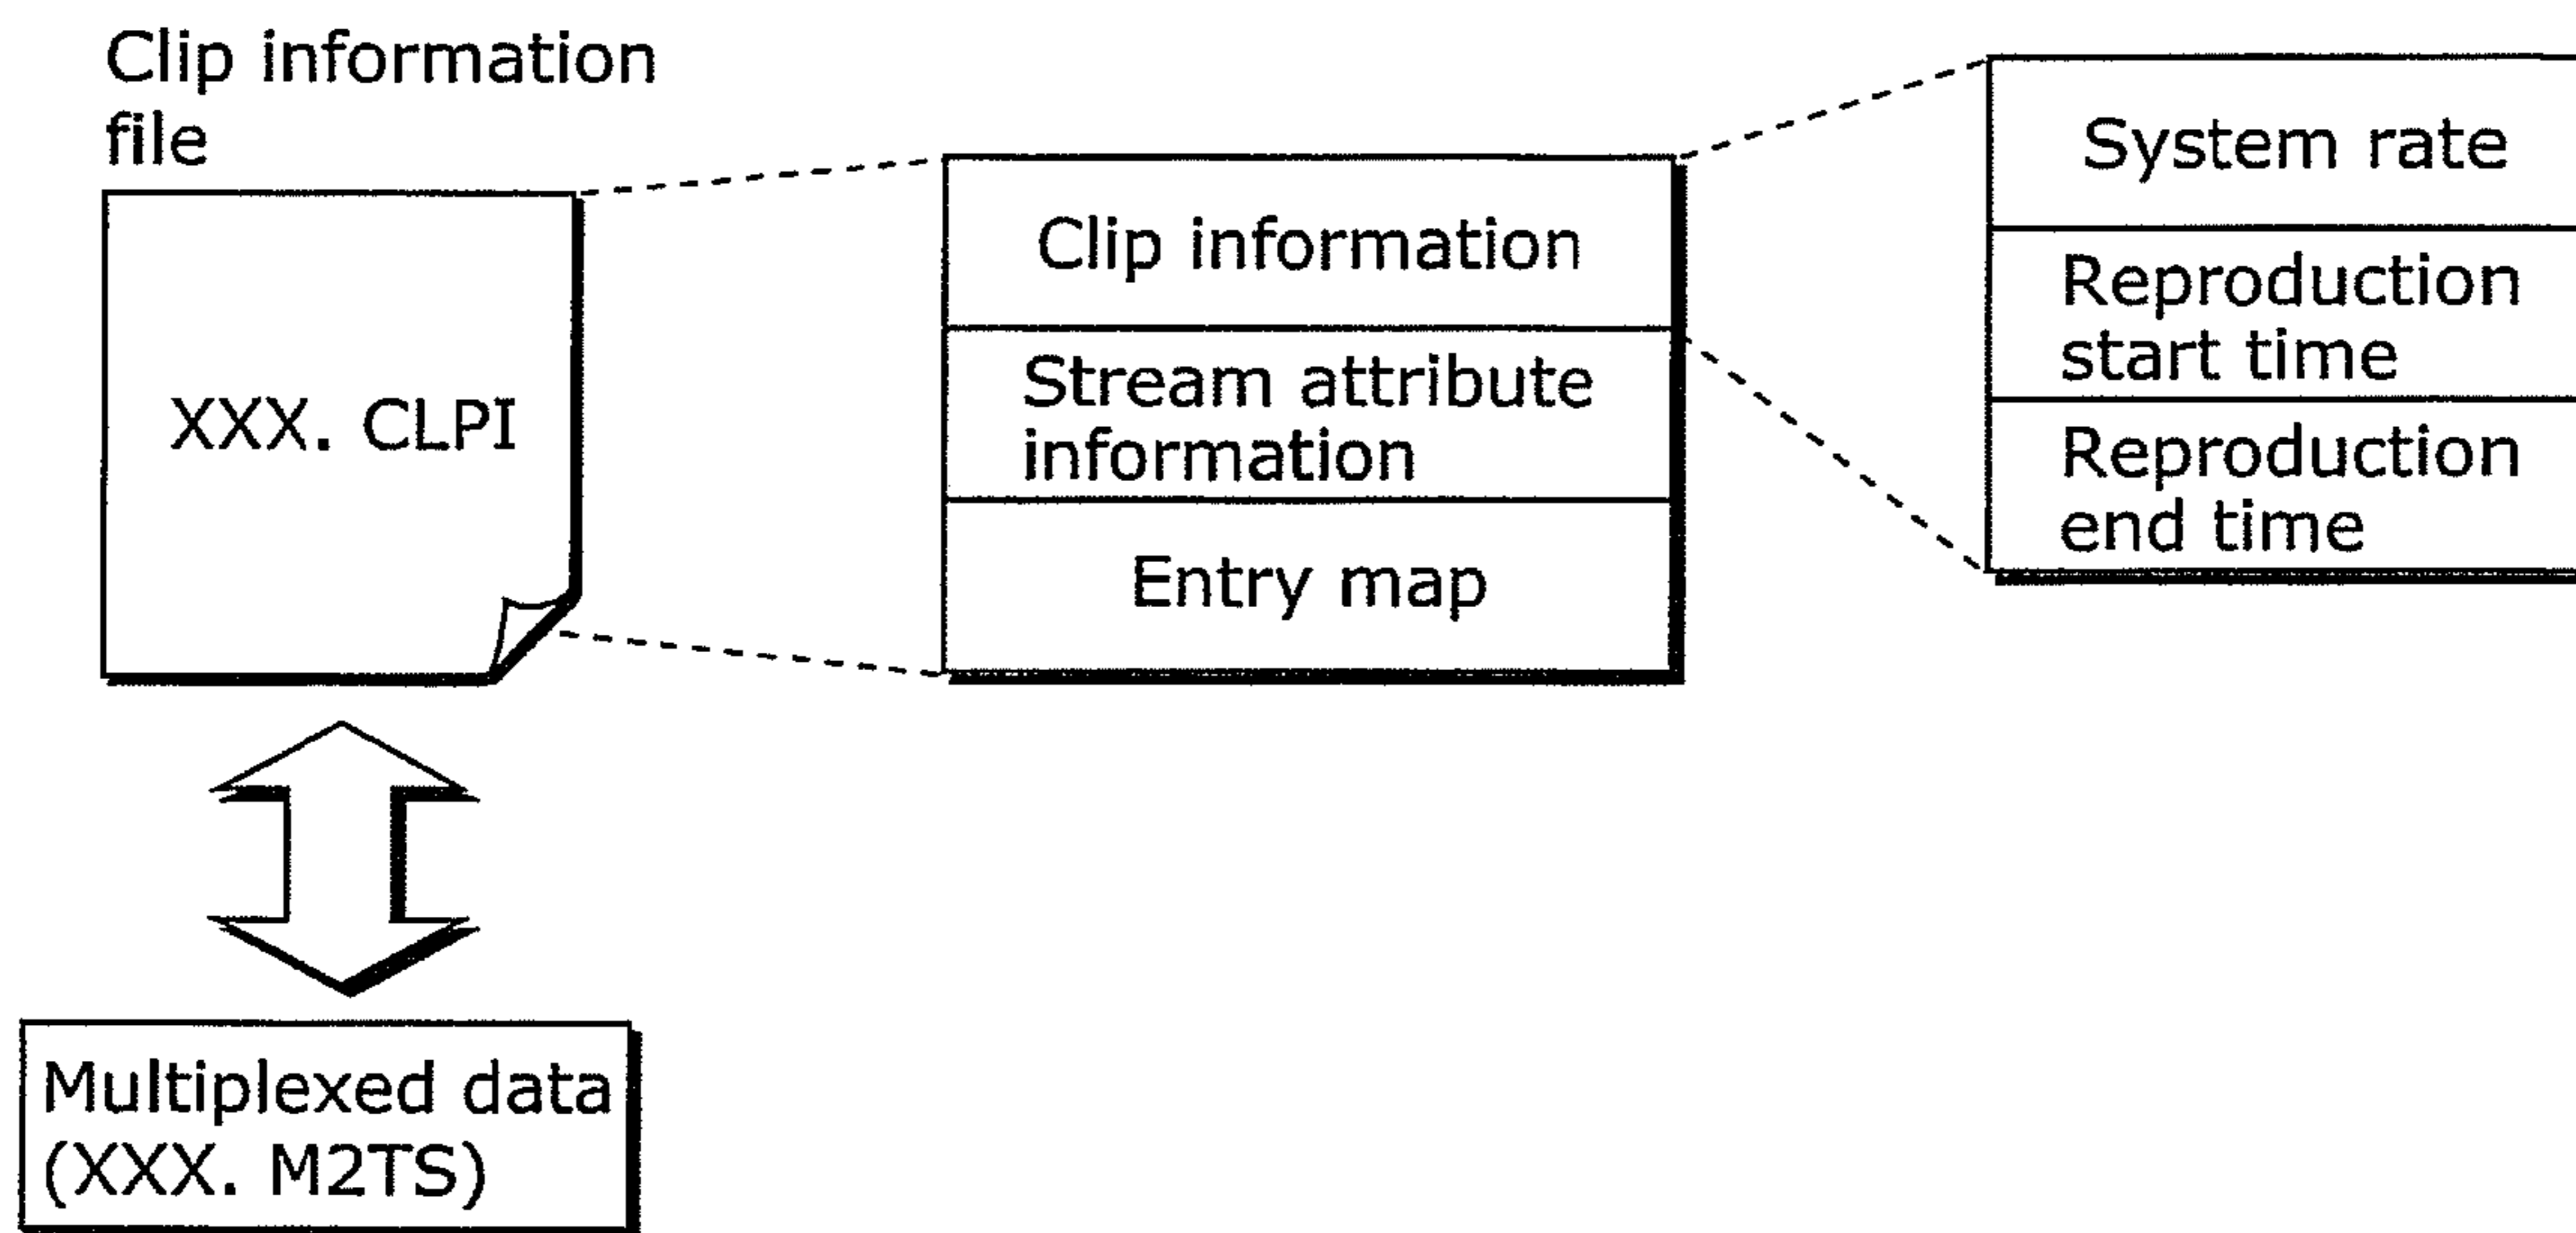 Clip information
file
XXX. CLPI
Multiplexed data
(XXX. M2TS)
Clip information
Stream attribute
information
Entry map
System rate
Reproduction
start time
Reproduction
end time